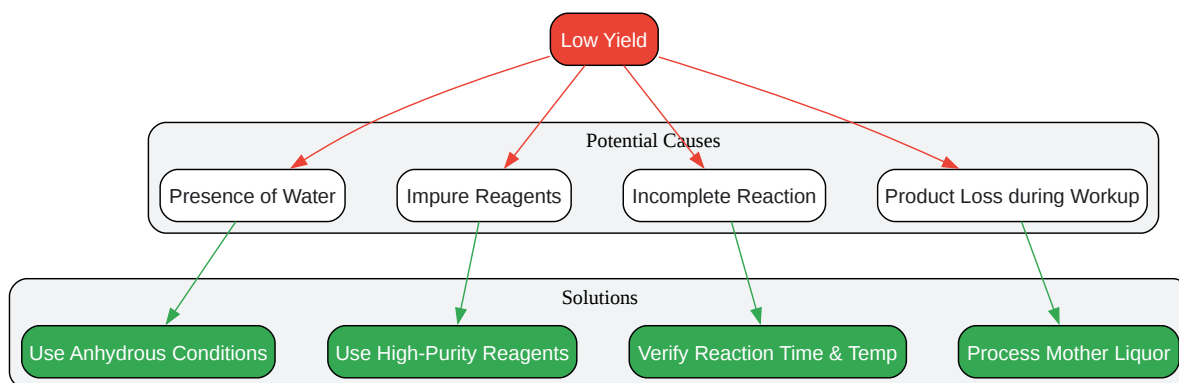 Low Yield
Potential Causes
Presence of Water
Impure Reagents
Incomplete Reaction
Product Loss during Workup
Solutions
Use Anhydrous Conditions
Use High-Purity Reagents
Verify Reaction Time & Temp
Process Mother Liquor